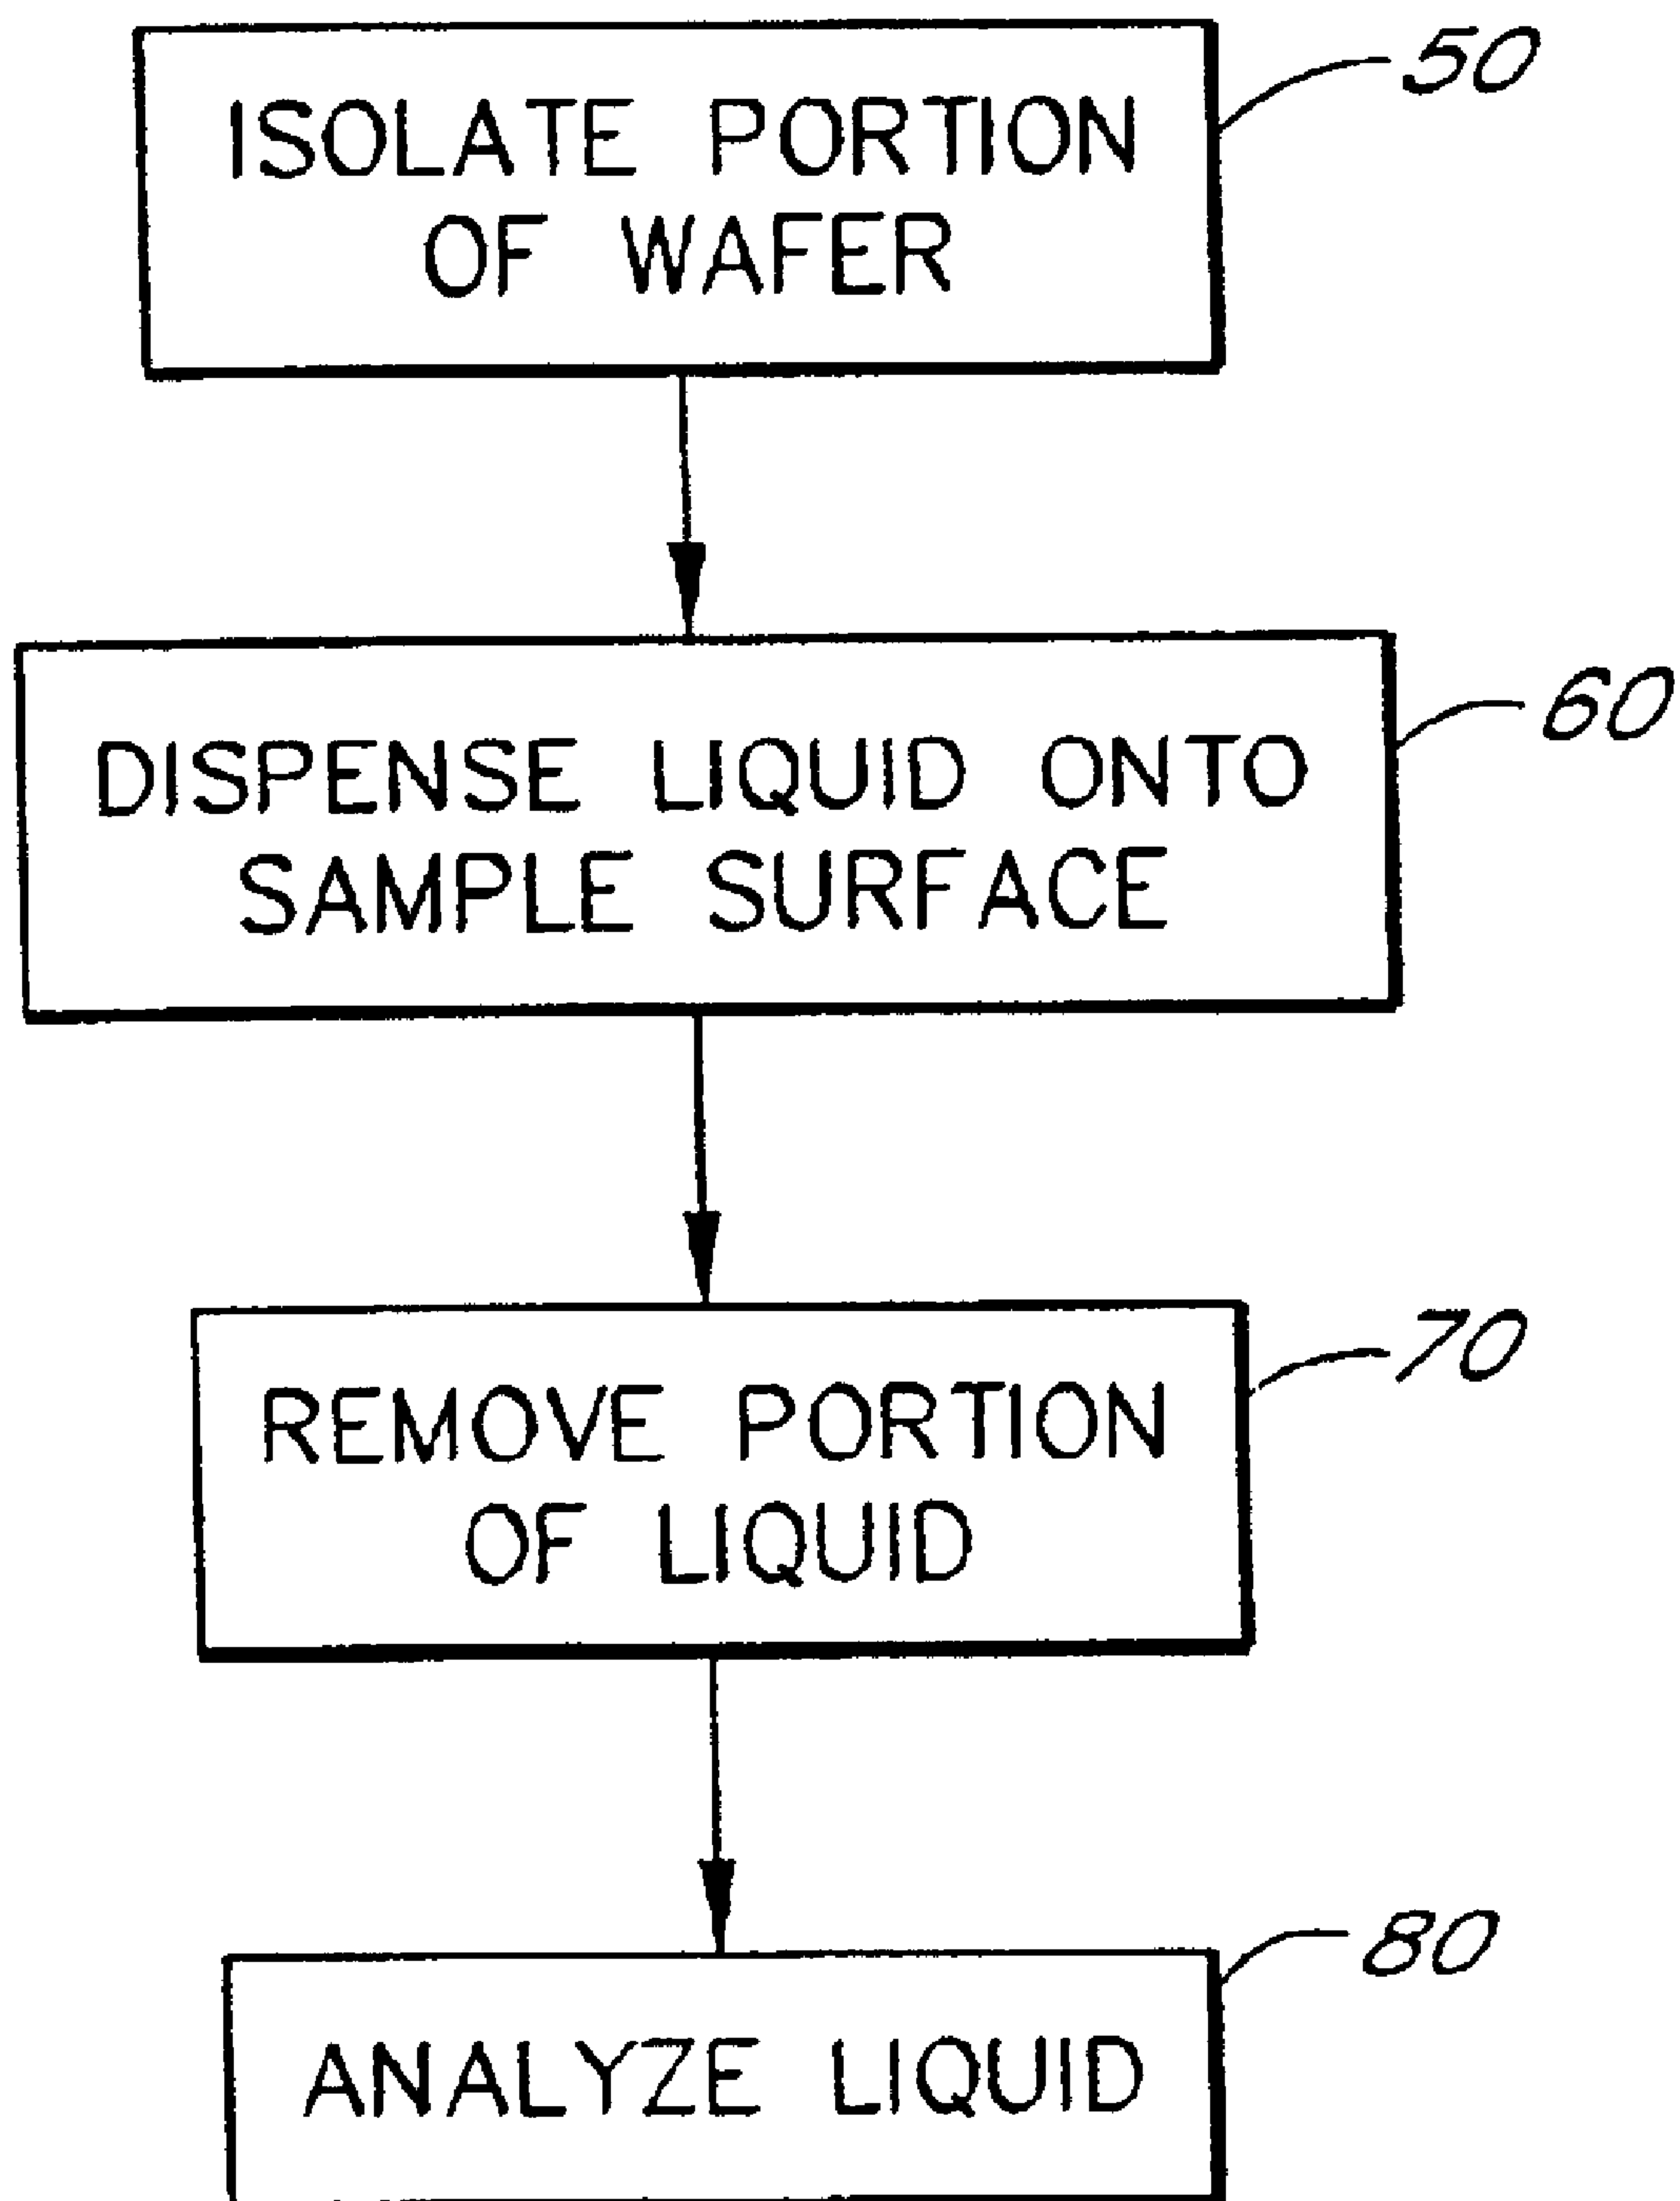 50
ISOLATE PORTION
OF WAFER
60
DISPENSE LIQUID ONTO
SAMPLE SURFACE
70
REMOVE PORTION
OF LIQUID
80
ANALYZE LIQUID